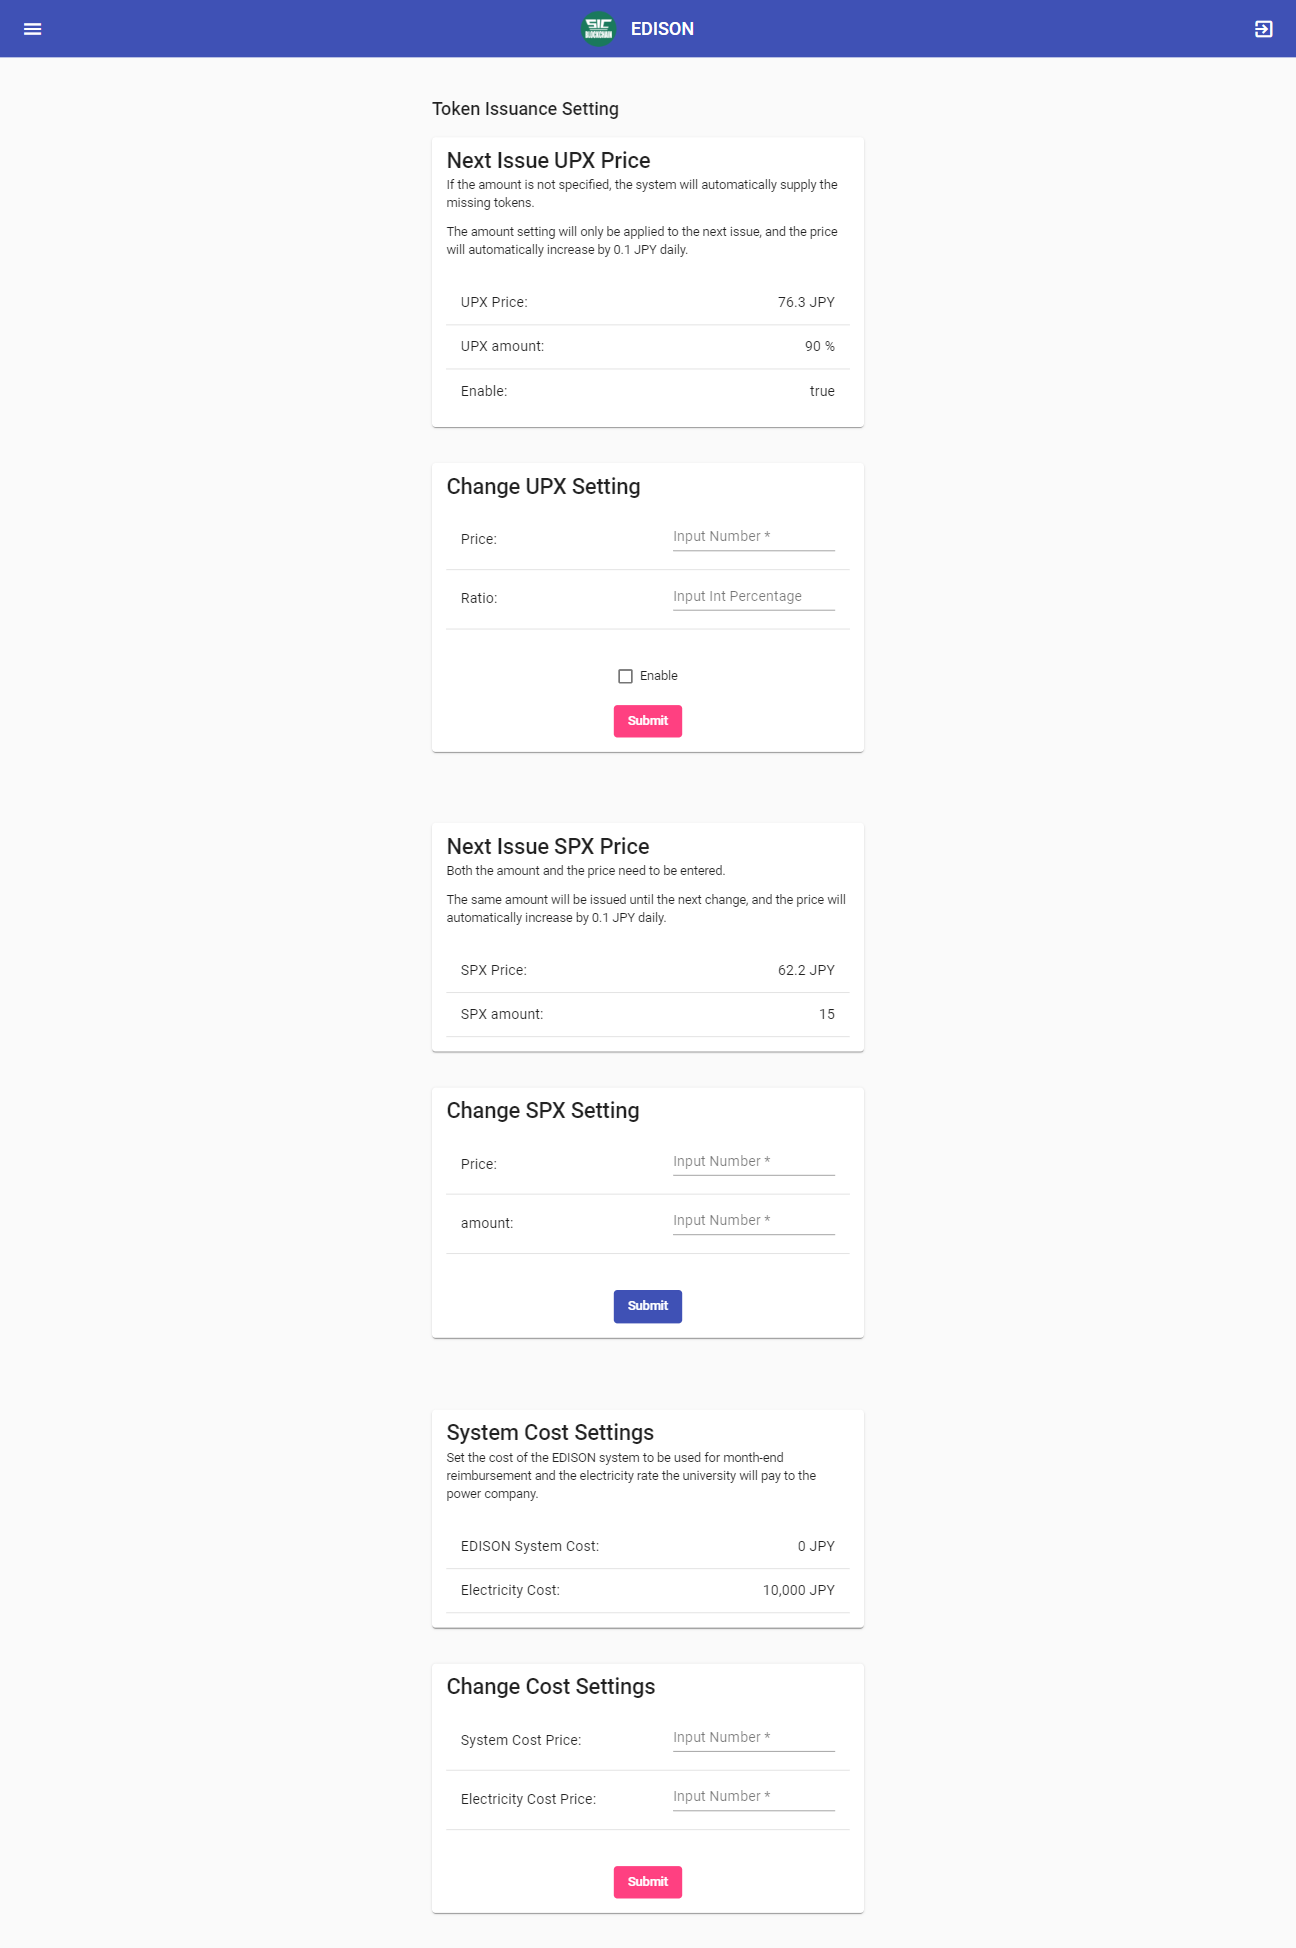 SIC
BLOCKCHAIN
EDISON
Token Issuance Setting
Next Issue UPX Price
If the amount is not specified, the system will automatically supply the
missing tokens.
The amount setting will only be applied to the next issue, and the price
will automatically increase by 0.1 JPY daily.
UPX Price: 76.3 JPY
UPX amount: 90 %
Enable: true
Change UPX Setting
Price: Input Number *
Ratio: Input Int Percentage
Enable
Submit
Next Issue SPX Price
Both the amount and the price need to be entered.
The same amount will be issued until the next change, and the price will
automatically increase by 0.1 JPY daily.
SPX Price: 62.2 JPY
SPX amount: 15
Change SPX Setting
Price: Input Number *
amount: Input Number *
Submit
System Cost Settings
Set the cost of the EDISON system to be used for month-end
reimbursement and the electricity rate the university will pay to the
power company.
EDISON System Cost: 0 JPY
Electricity Cost: 10,000 JPY
Change Cost Settings
System Cost Price: Input Number *
Electricity Cost Price: Input Number *
Submit